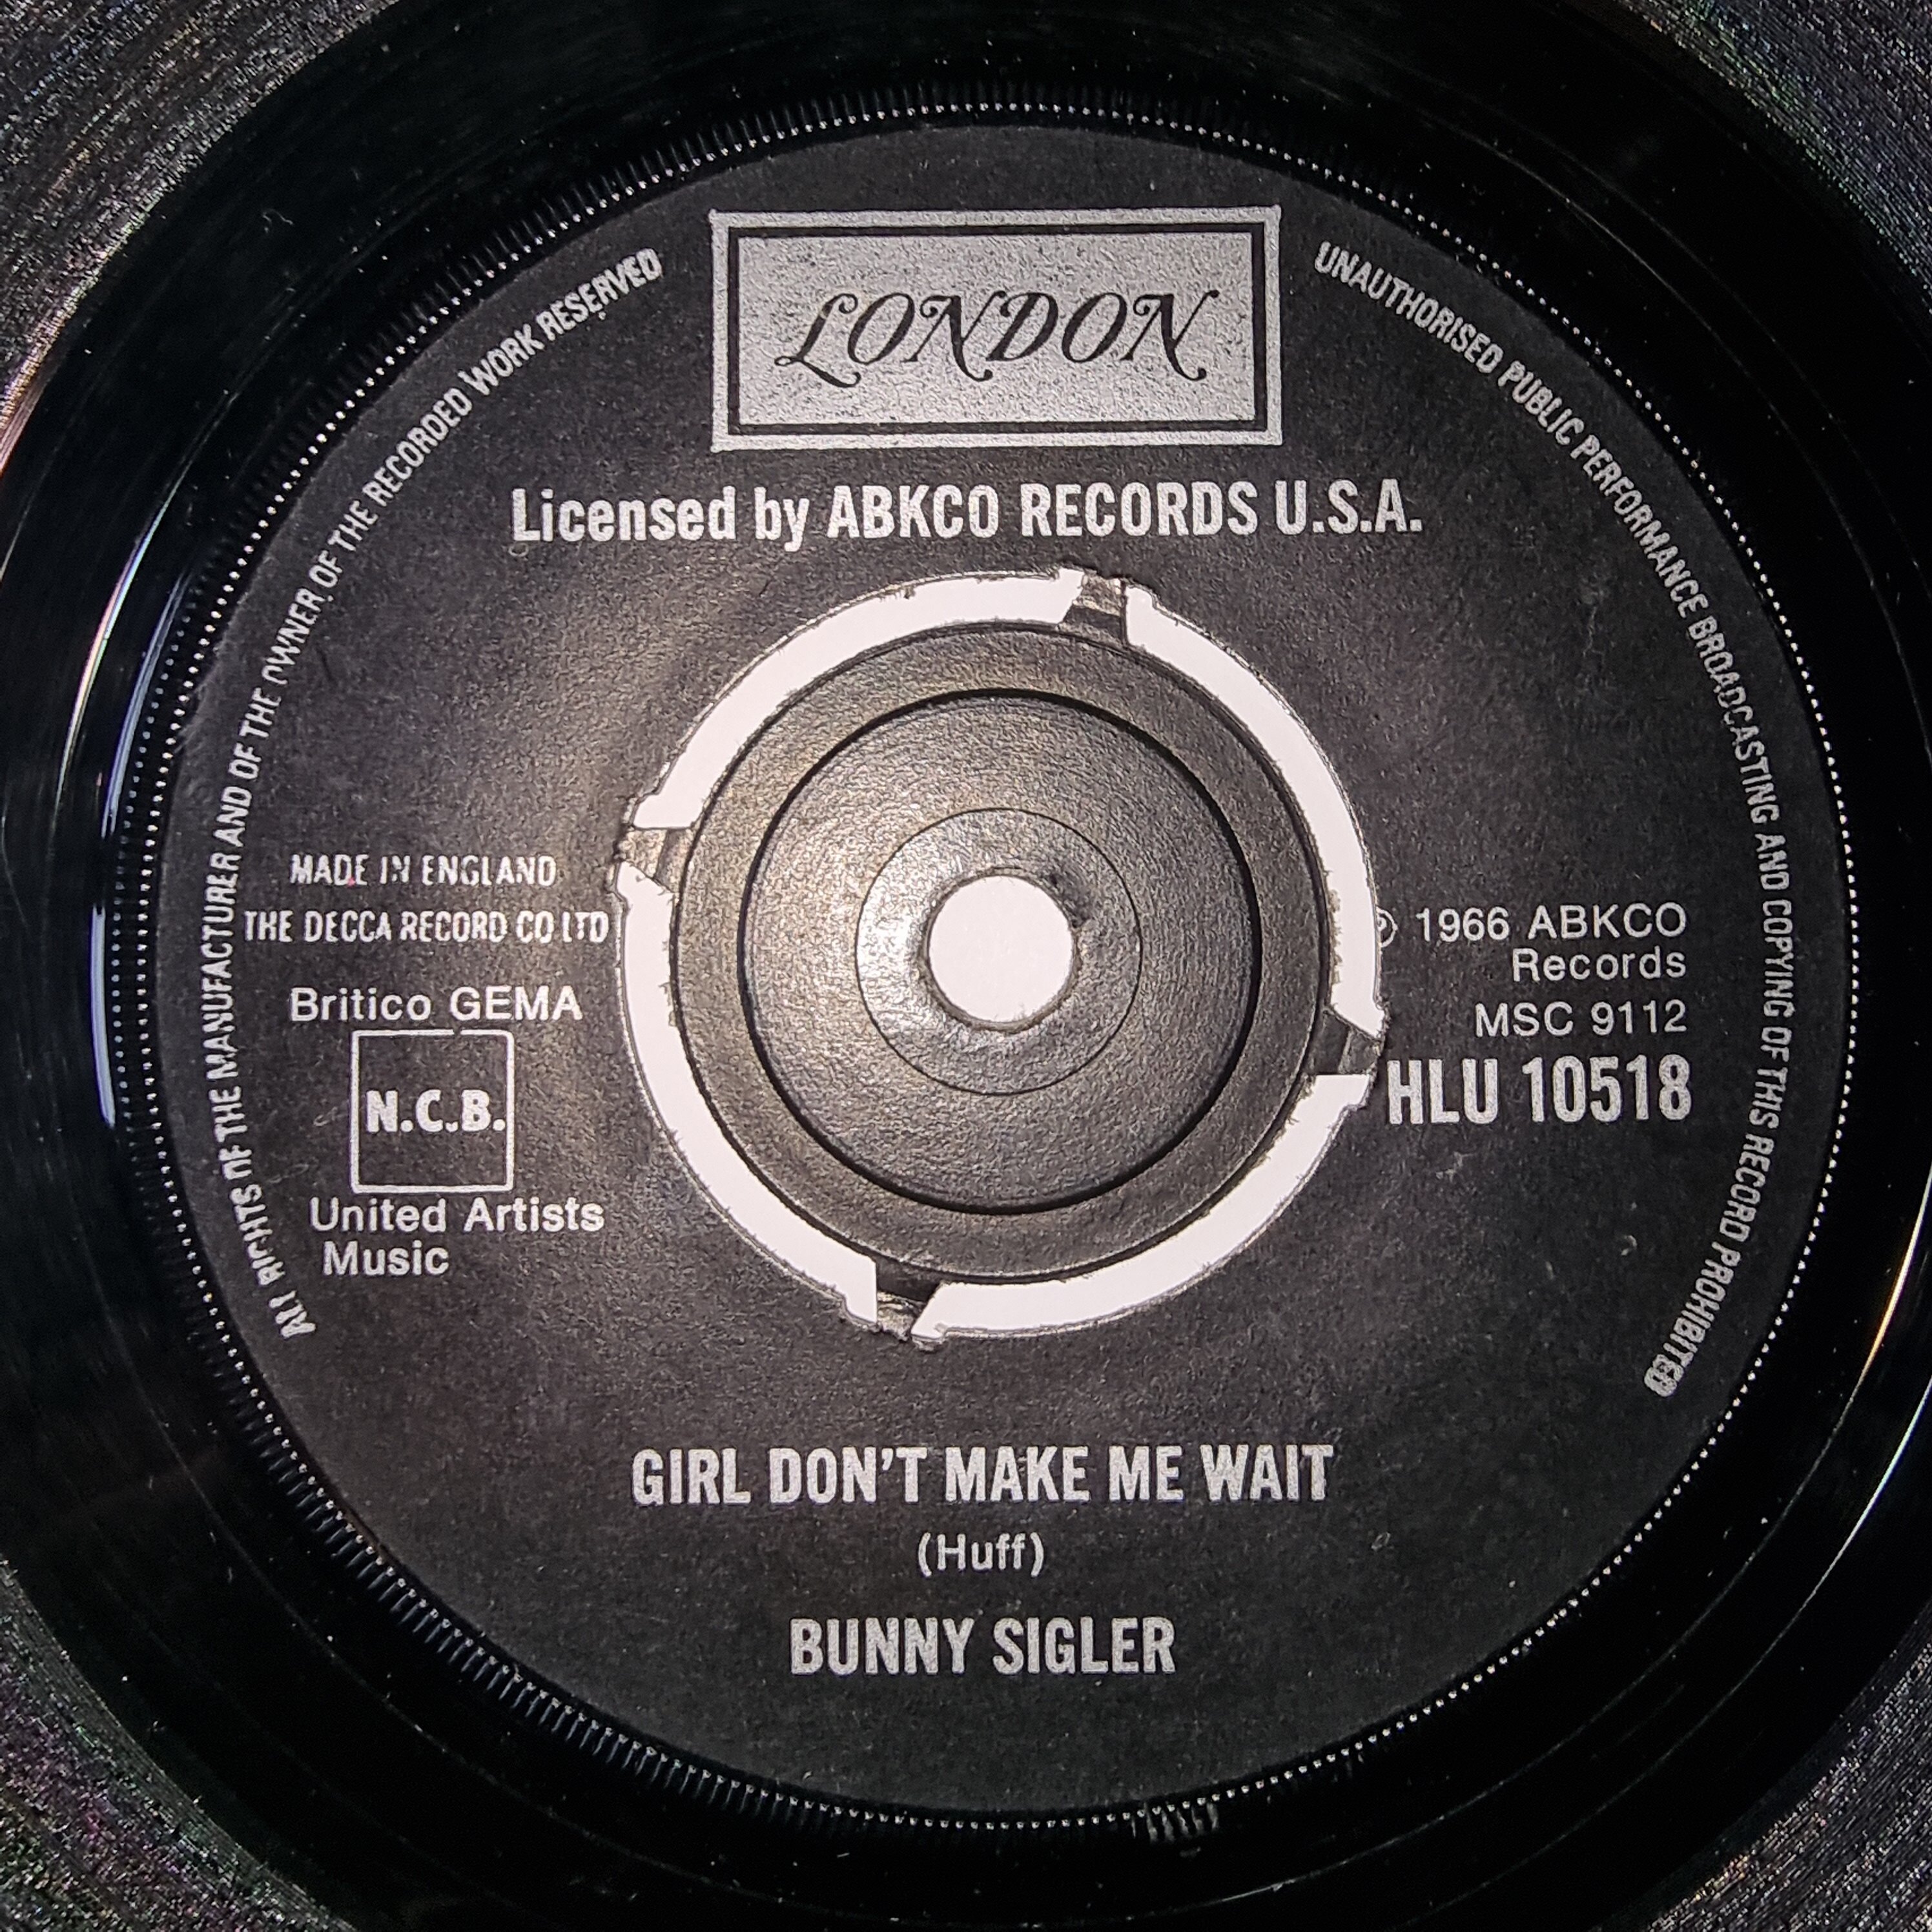 LONDON
Licensed by ABKCO RECORDS U.S.A.
ALL RIGHTS OF THE MANUFACTURER AND OF THE OWNER OF THE RECORDED WORK RESERVED
UNAUTHORISED PUBLIC PERFORMANCE BROADCASTING AND COPYING OF THIS RECORD PROHIBITED
MADE IN ENGLAND
THE DECCA RECORD CO LTD
Britico GEMA
N.C.B.
United Artists
Music
℗ 1966 ABKCO
Records
MSC 9112
HLU 10518
GIRL DON'T MAKE ME WAIT
(Huff)
BUNNY SIGLER